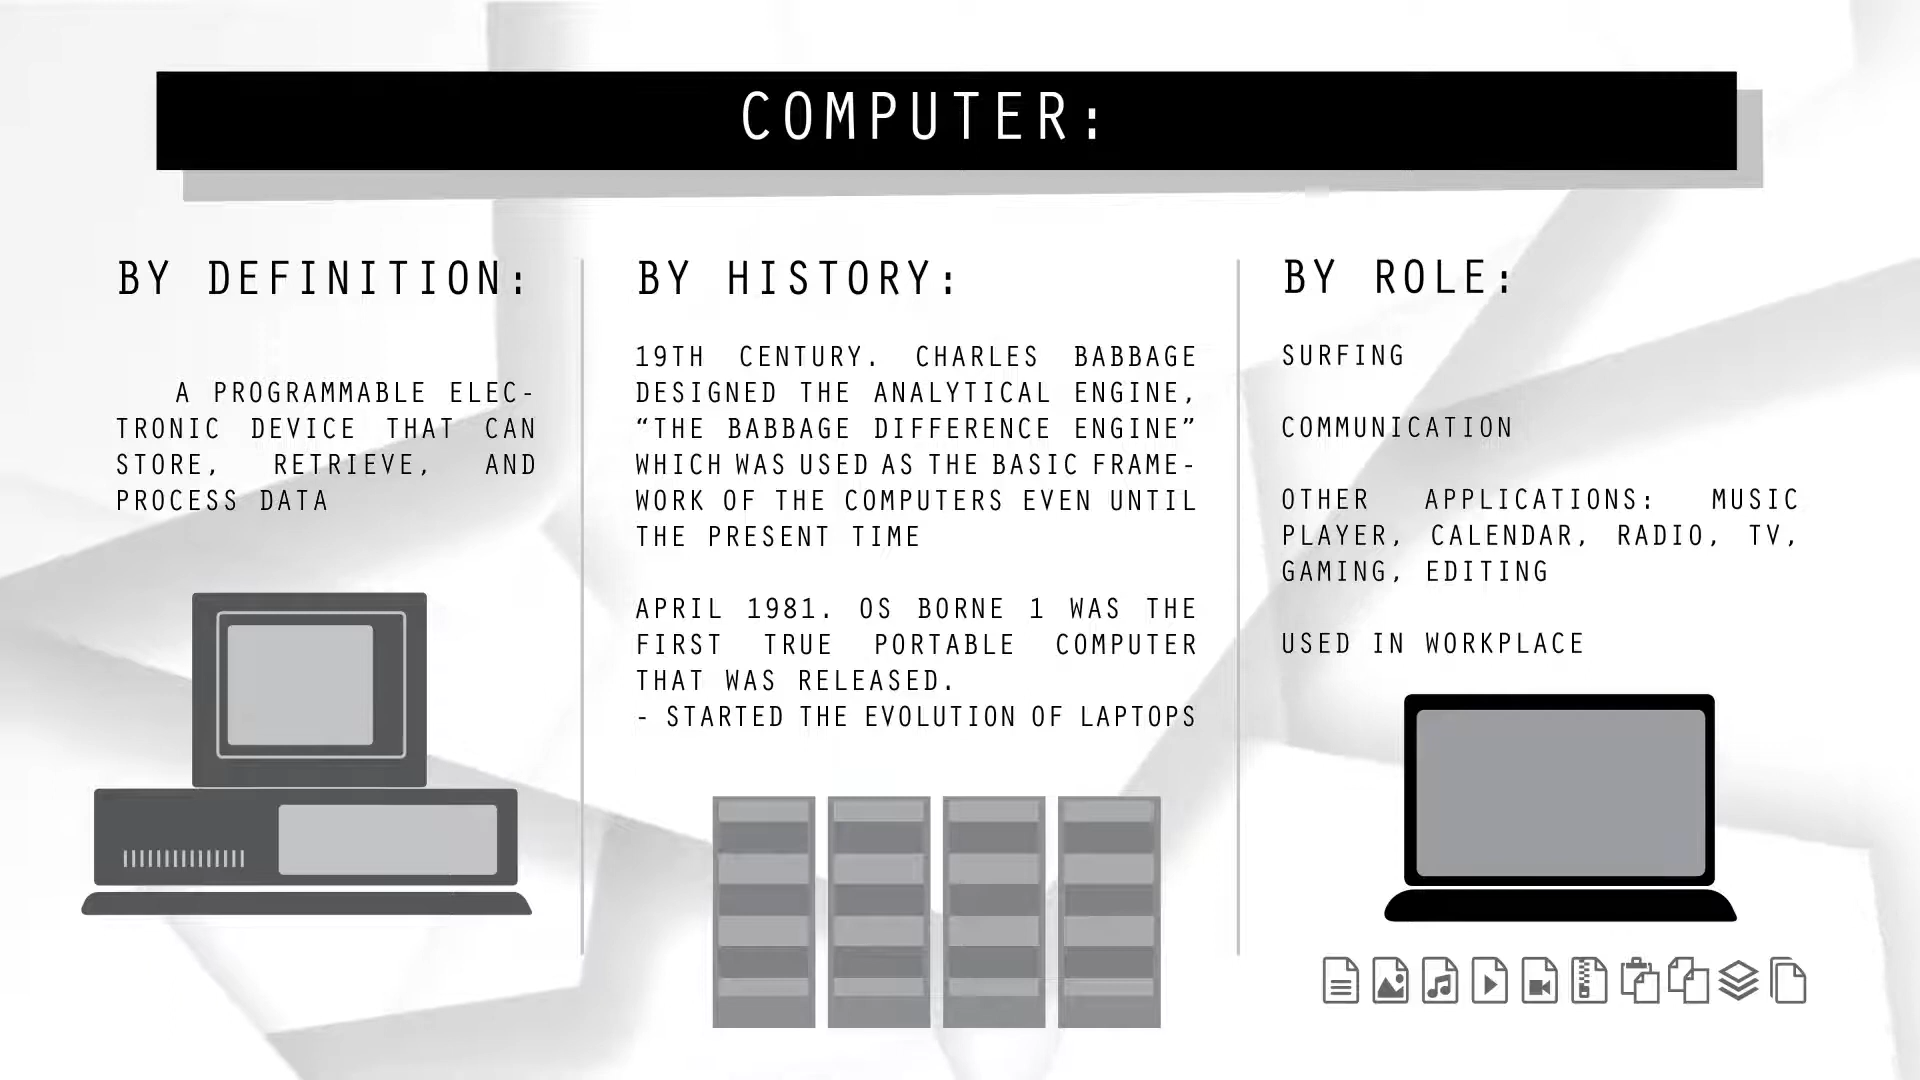 COMPUTER:
BY DEFINITION:
A PROGRAMMABLE ELEC-
TRONIC DEVICE THAT CAN
STORE, RETRIEVE, AND
PROCESS DATA
BY HISTORY:
19TH CENTURY. CHARLES BABBAGE
DESIGNED THE ANALYTICAL ENGINE,
“THE BABBAGE DIFFERENCE ENGINE”
WHICH WAS USED AS THE BASIC FRAME-
WORK OF THE COMPUTERS EVEN UNTIL
THE PRESENT TIME
APRIL 1981. OS BORNE 1 WAS THE
FIRST TRUE PORTABLE COMPUTER
THAT WAS RELEASED.
- STARTED THE EVOLUTION OF LAPTOPS
BY ROLE:
SURFING
COMMUNICATION
OTHER APPLICATIONS: MUSIC
PLAYER, CALENDAR, RADIO, TV,
GAMING, EDITING
USED IN WORKPLACE